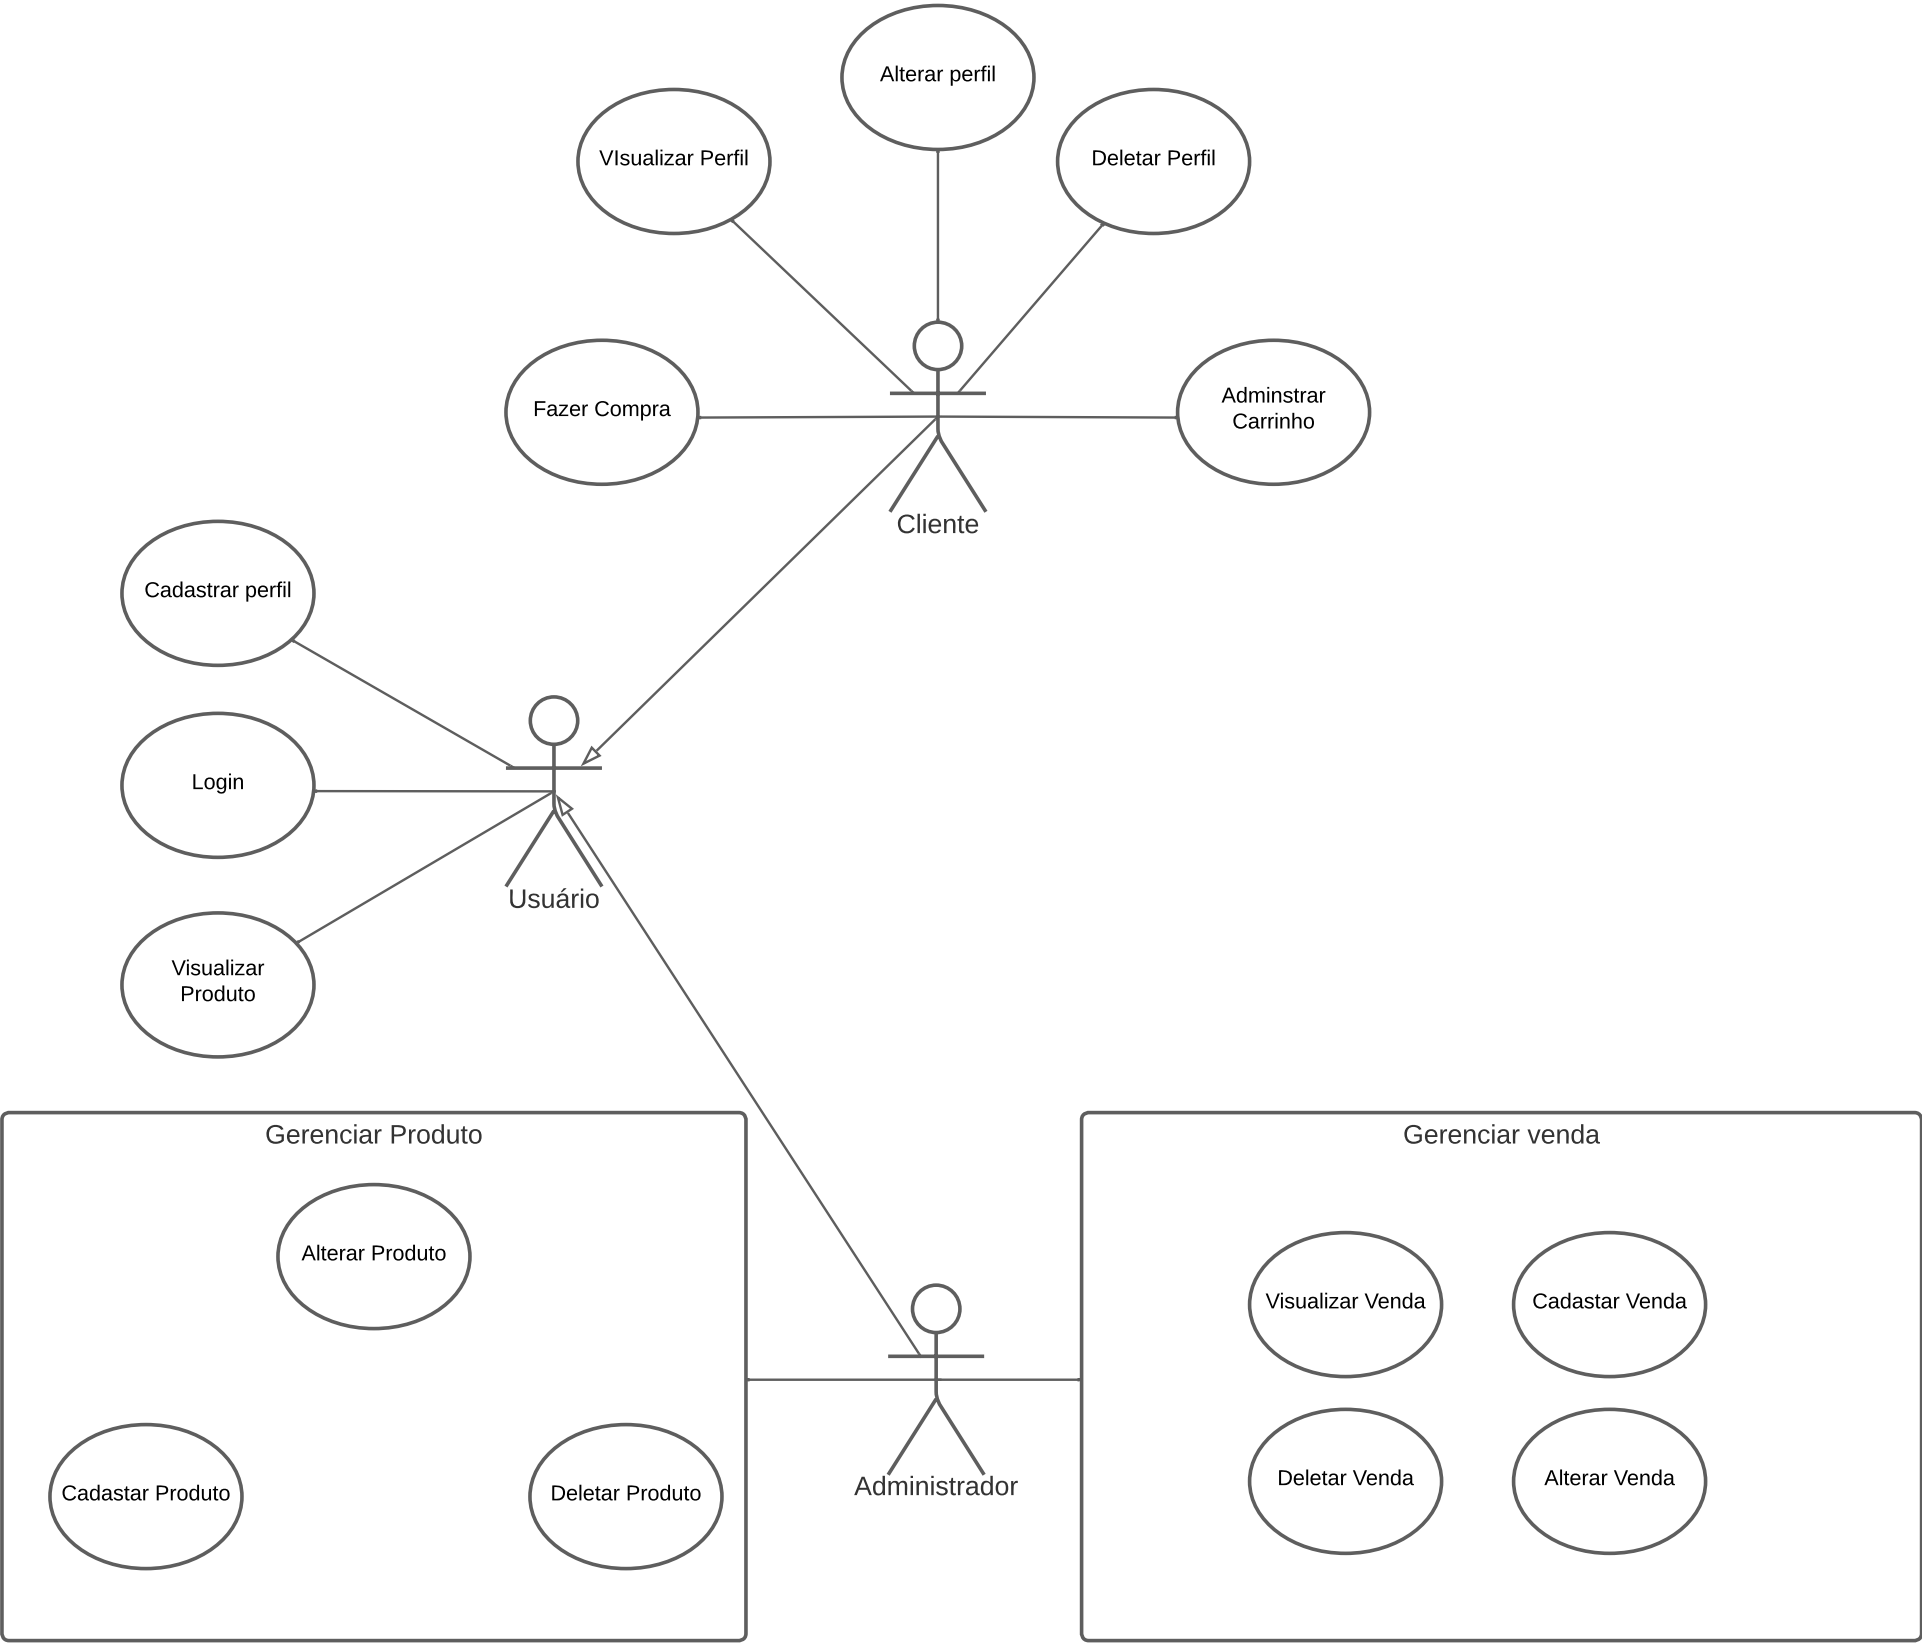 Alterar perfil
VIsualizar Perfil
Deletar Perfil
Fazer Compra
Adminstrar
Carrinho
Cliente
Cadastrar perfil
Login
Usuário
Visualizar
Produto
Gerenciar Produto
Alterar Produto
Cadastar Produto
Deletar Produto
Administrador
Gerenciar venda
Visualizar Venda
Cadastar Venda
Deletar Venda
Alterar Venda